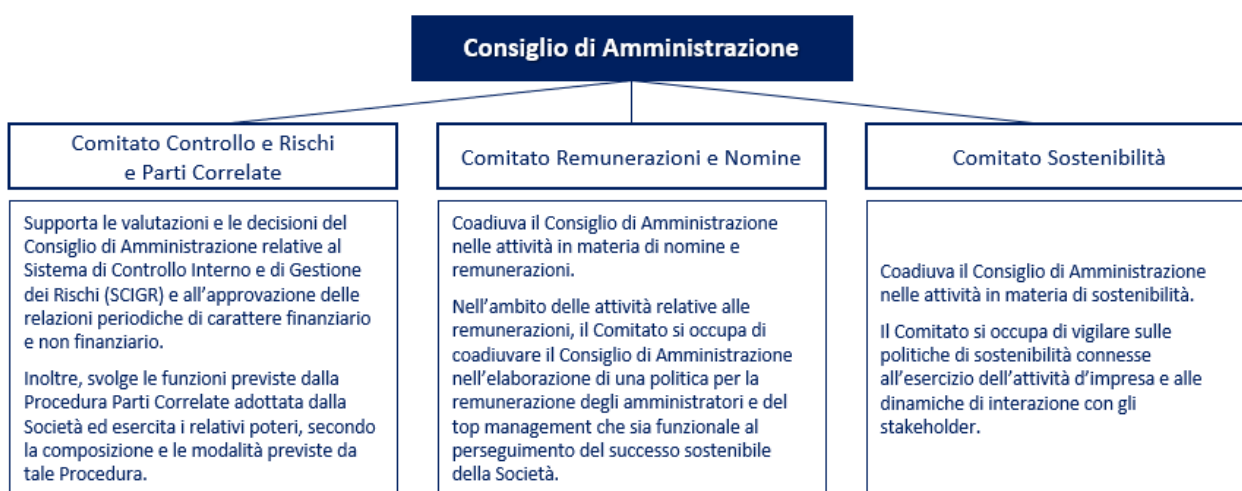 Consiglio di Amministrazione
Comitato Controllo e Rischi
e Parti Correlate
Supporta le valutazioni e le decisioni del
Consiglio di Amministrazione relative al
Sistema di Controllo Interno e di Gestione
dei Rischi (SCIGR) e all’approvazione delle
relazioni periodiche di carattere finanziario
e non finanziario.
Inoltre, svolge le funzioni previste dalla
Procedura Parti Correlate adottata dalla
Società ed esercita i relativi poteri, secondo
la composizione e le modalità previste da
tale Procedura.
Comitato Remunerazioni e Nomine
Coadiuva il Consiglio di Amministrazione
nelle attività in materia di nomine e
remunerazioni.
Nell’ambito delle attività relative alle
remunerazioni, il Comitato si occupa di
coadiuvare il Consiglio di Amministrazione
nell’elaborazione di una politica per la
remunerazione degli amministratori e del
top management che sia funzionale al
perseguimento del successo sostenibile
della Società.
Comitato Sostenibilità
Coadiuva il Consiglio di Amministrazione
nelle attività in materia di sostenibilità.
Il Comitato si occupa di vigilare sulle
politiche di sostenibilità connesse
all’esercizio dell’attività d’impresa e alle
dinamiche di interazione con gli
stakeholder.